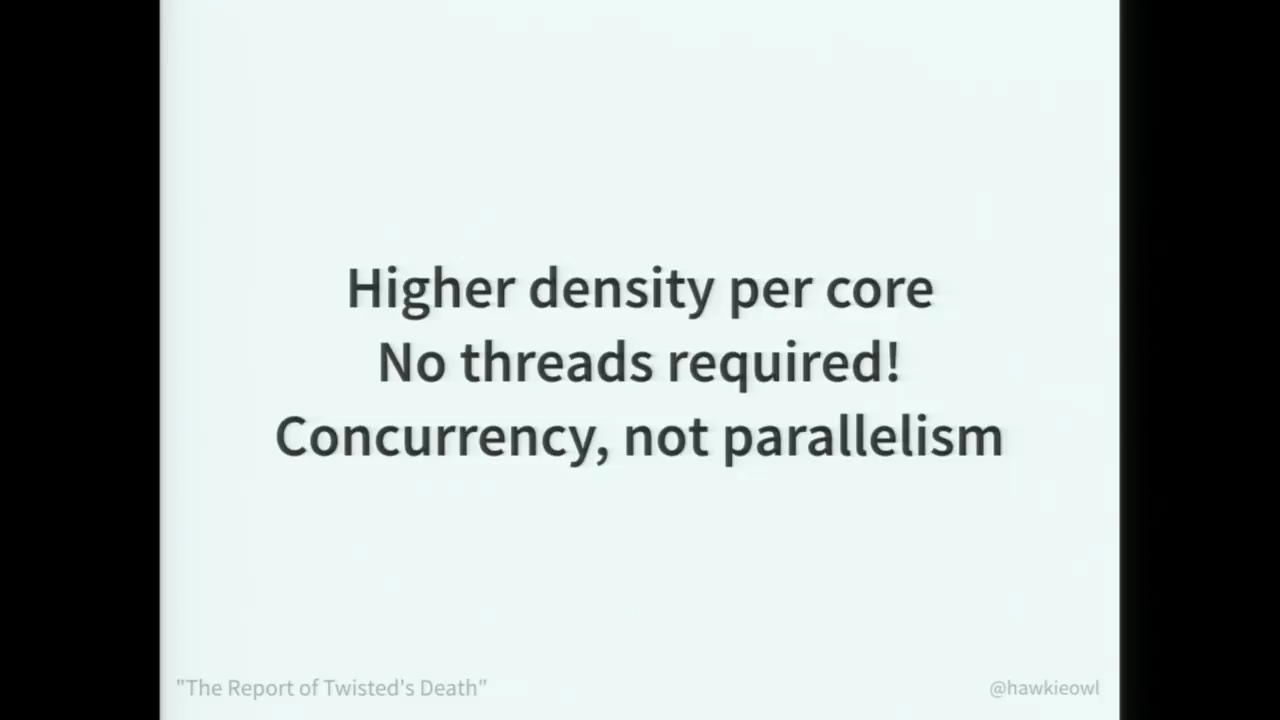 Higher density per core
No threads required!
Concurrency, not parallelism
"The Report of Twisted's Death"
@hawkieowl